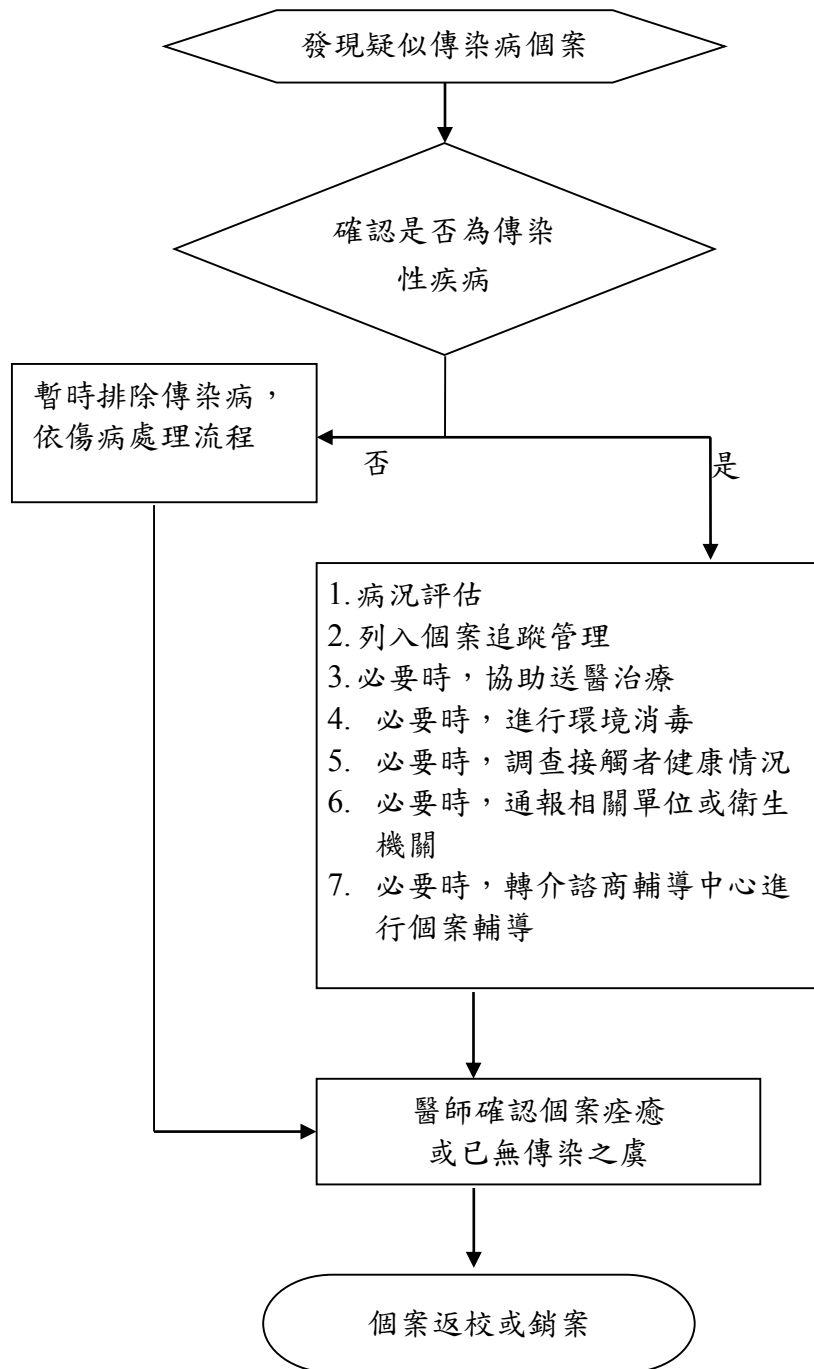 發現疑似傳染病個案
確認是否為傳染
性疾病
暫時排除傳染病，
依傷病處理流程
否
是
1.病況評估
2.列入個案追蹤管理
3.必要時，協助送醫治療
4. 必要時，進行環境消毒
5. 必要時，調查接觸者健康情況
6. 必要時，通報相關單位或衛生
機關
7. 必要時，轉介諮商輔導中心進
行個案輔導
醫師確認個案痊癒
或已無傳染之虞
個案返校或銷案